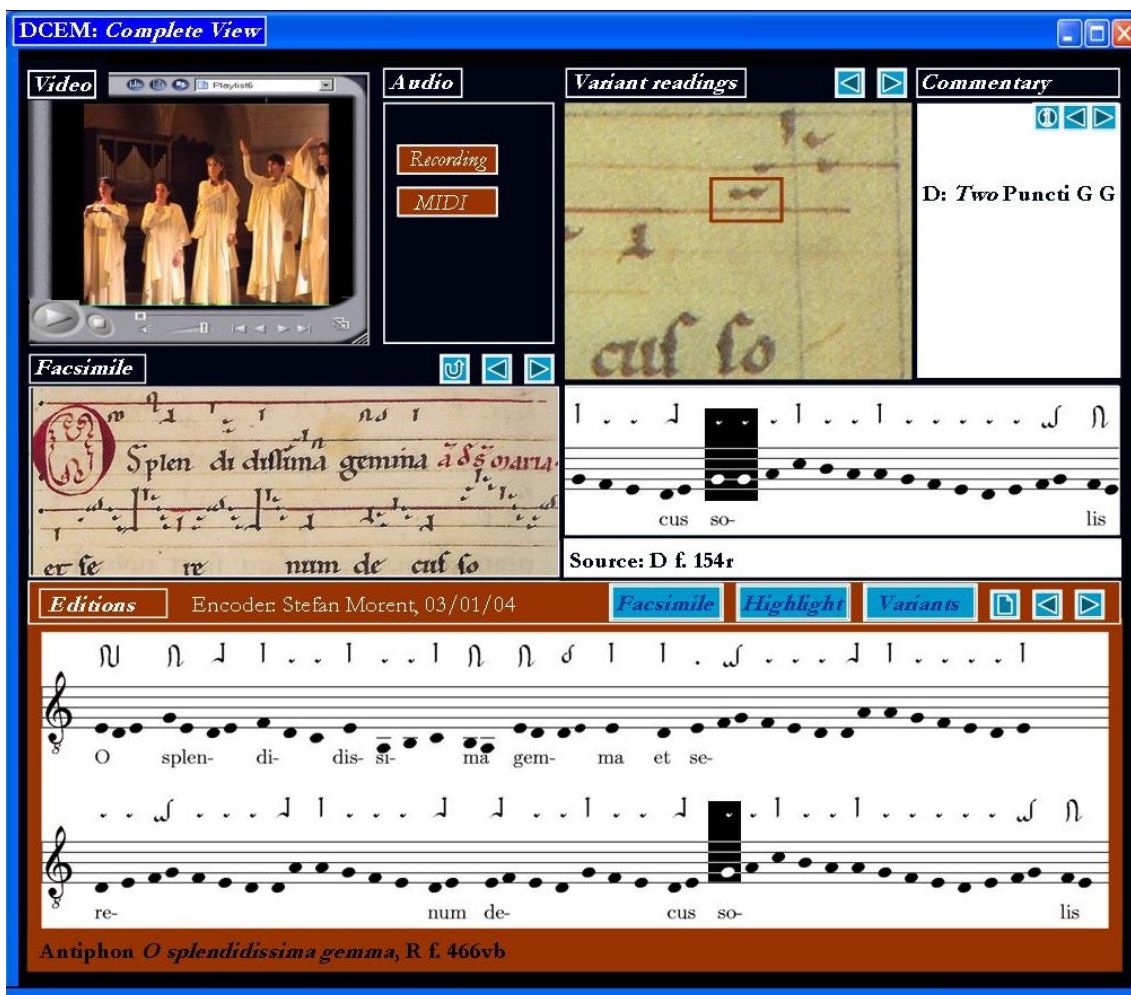 DCEM: Complete View
Video
Playlist6
Audio
Recording
MIDI
Variant readings
cuſ ſo
Commentary
D: Two Puncti G G
Facsimile
Splen di diſſima gemma
er ſe re num de cuſ ſo
cus so- lis
Source: D f. 154r
Editions
Encoder: Stefan Morent, 03/01/04
Facsimile
Highlight
Variants
O splen- di- dis- si- ma gem- ma et se-
re- num de- cus so- lis
Antiphon O splendidissima gemma, R f. 466vb